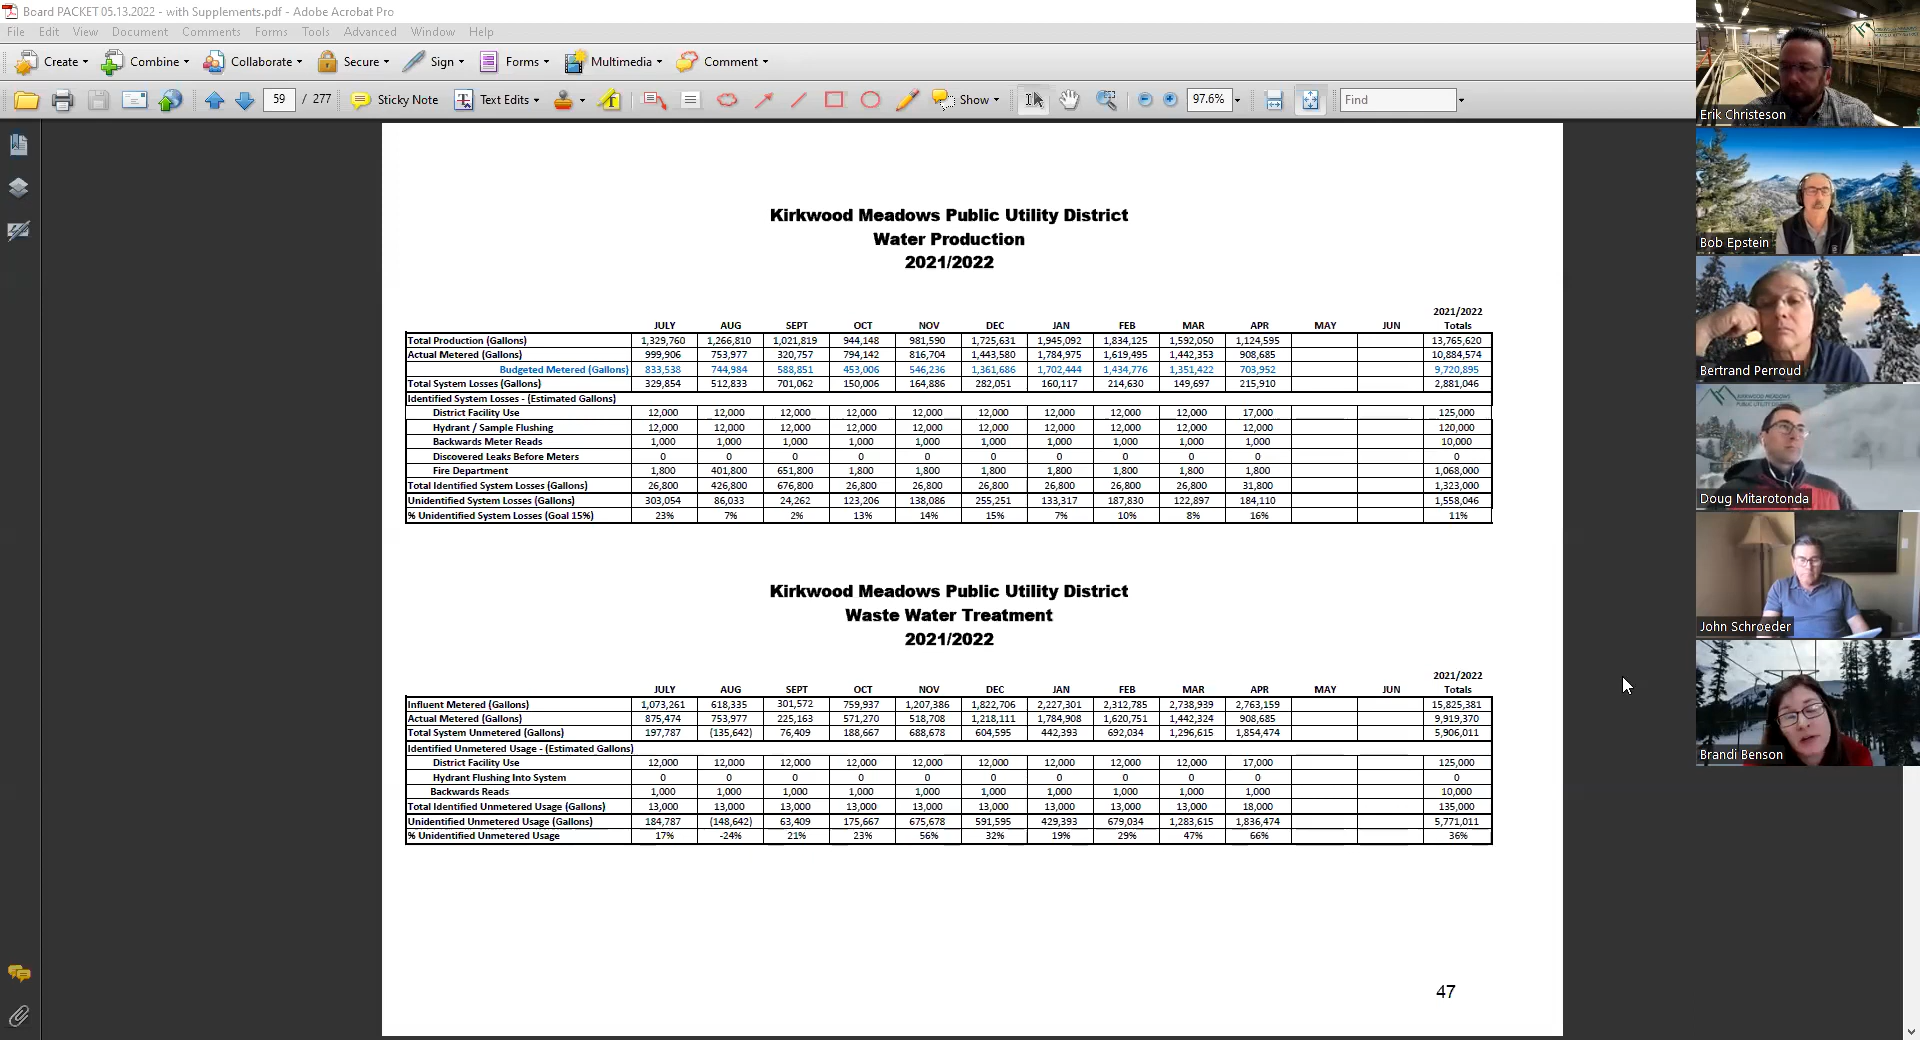 Board PACKET 05.13.2022 - with Supplements.pdf - Adobe Acrobat Pro
File Edit View Document Comments Forms Tools Advanced Window Help
Create Combine Collaborate Secure Sign Forms Multimedia Comment
59 / 277 Sticky Note Text Edits Show 97.6% Find
Kirkwood Meadows Public Utility District
Water Production
2021/2022
2021/2022
JULY AUG SEPT OCT NOV DEC JAN FEB MAR APR MAY JUN Totals
Total Production (Gallons) 1,329,760 1,266,810 1,021,819 944,148 981,590 1,725,631 1,945,092 1,834,125 1,592,050 1,124,595 13,765,620
Actual Metered (Gallons) 999,906 753,977 320,757 794,142 816,704 1,443,580 1,784,975 1,619,495 1,442,353 908,685 10,884,574
Budgeted Metered (Gallons) 833,538 744,984 588,851 453,006 546,236 1,361,686 1,702,444 1,434,776 1,351,422 703,952 9,720,895
Total System Losses (Gallons) 329,854 512,833 701,062 150,006 164,886 282,051 160,117 214,630 149,697 215,910 2,881,046
Identified System Losses - (Estimated Gallons)
District Facility Use 12,000 12,000 12,000 12,000 12,000 12,000 12,000 12,000 12,000 17,000 125,000
Hydrant / Sample Flushing 12,000 12,000 12,000 12,000 12,000 12,000 12,000 12,000 12,000 12,000 120,000
Backwards Meter Reads 1,000 1,000 1,000 1,000 1,000 1,000 1,000 1,000 1,000 1,000 10,000
Discovered Leaks Before Meters 0 0 0 0 0 0 0 0 0 0 0
Fire Department 1,800 401,800 651,800 1,800 1,800 1,800 1,800 1,800 1,800 1,800 1,068,000
Total Identified System Losses (Gallons) 26,800 426,800 676,800 26,800 26,800 26,800 26,800 26,800 26,800 31,800 1,323,000
Unidentified System Losses (Gallons) 303,054 86,033 24,262 123,206 138,086 255,251 133,317 187,830 122,897 184,110 1,558,046
% Unidentified System Losses (Goal 15%) 23% 7% 2% 13% 14% 15% 7% 10% 8% 16% 11%
Kirkwood Meadows Public Utility District
Waste Water Treatment
2021/2022
2021/2022
JULY AUG SEPT OCT NOV DEC JAN FEB MAR APR MAY JUN Totals
Influent Metered (Gallons) 1,073,261 618,335 301,572 759,937 1,207,386 1,822,706 2,227,301 2,312,785 2,738,939 2,763,159 15,825,381
Actual Metered (Gallons) 875,474 753,977 225,163 571,270 518,708 1,218,111 1,784,908 1,620,751 1,442,324 908,685 9,919,370
Total System Unmetered (Gallons) 197,787 (135,642) 76,409 188,667 688,678 604,595 442,393 692,034 1,296,615 1,854,474 5,906,011
Identified Unmetered Usage - (Estimated Gallons)
District Facility Use 12,000 12,000 12,000 12,000 12,000 12,000 12,000 12,000 12,000 17,000 125,000
Hydrant Flushing Into System 0 0 0 0 0 0 0 0 0 0 0
Backwards Reads 1,000 1,000 1,000 1,000 1,000 1,000 1,000 1,000 1,000 1,000 10,000
Total Identified Unmetered Usage (Gallons) 13,000 13,000 13,000 13,000 13,000 13,000 13,000 13,000 13,000 18,000 135,000
Unidentified Unmetered Usage (Gallons) 184,787 (148,642) 63,409 175,667 675,678 591,595 429,393 679,034 1,283,615 1,836,474 5,771,011
% Unidentified Unmetered Usage 17% -24% 21% 23% 56% 32% 19% 29% 47% 66% 36%
47
Erik Christeson
Bob Epstein
Bertrand Perroud
Doug Mitarotonda
John Schroeder
Brandi Benson